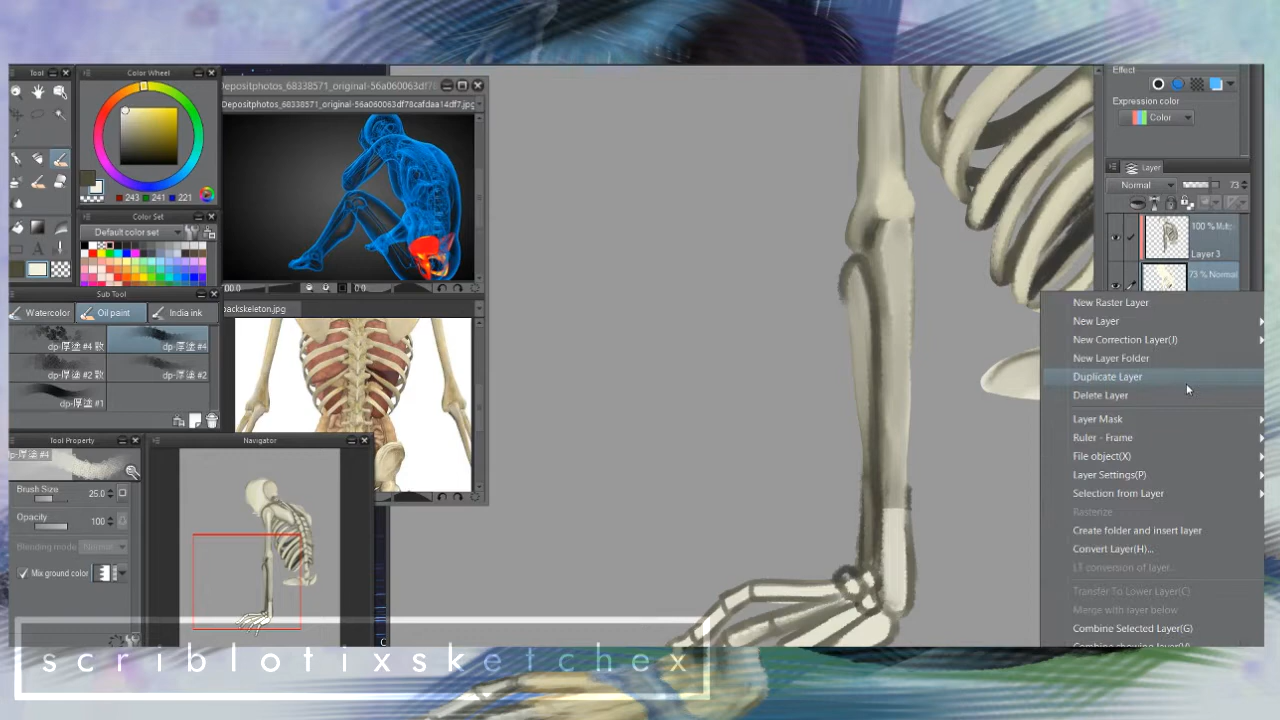 Tool
Color Wheel
243 241 221
Color Set
Default color set
Sub Tool
Watercolor Oil paint India ink
dp-厚塗 #4
dp-厚塗 #2
dp-厚塗 #1
Tool Property
dp-厚塗 #4
Brush Size 25.0
Opacity 100
Blending mode Normal
Mix ground color
Navigator
Depositphotos_68338571_original-56a060063df78cafdaa14df7.jpg
backskeleton.jpg
Effect
Expression color
Color
Layer
Normal 73
Layer 3
73 % Normal
New Raster Layer
New Layer
New Correction Layer(J)
New Layer Folder
Duplicate Layer
Delete Layer
Layer Mask
Ruler - Frame
File object(X)
Layer Settings(P)
Selection from Layer
Rasterize
Create folder and insert layer
Convert Layer(H)...
LT conversion of layer...
Transfer To Lower Layer(C)
Merge with layer below
Combine Selected Layer(G)
scriblotixsketchex